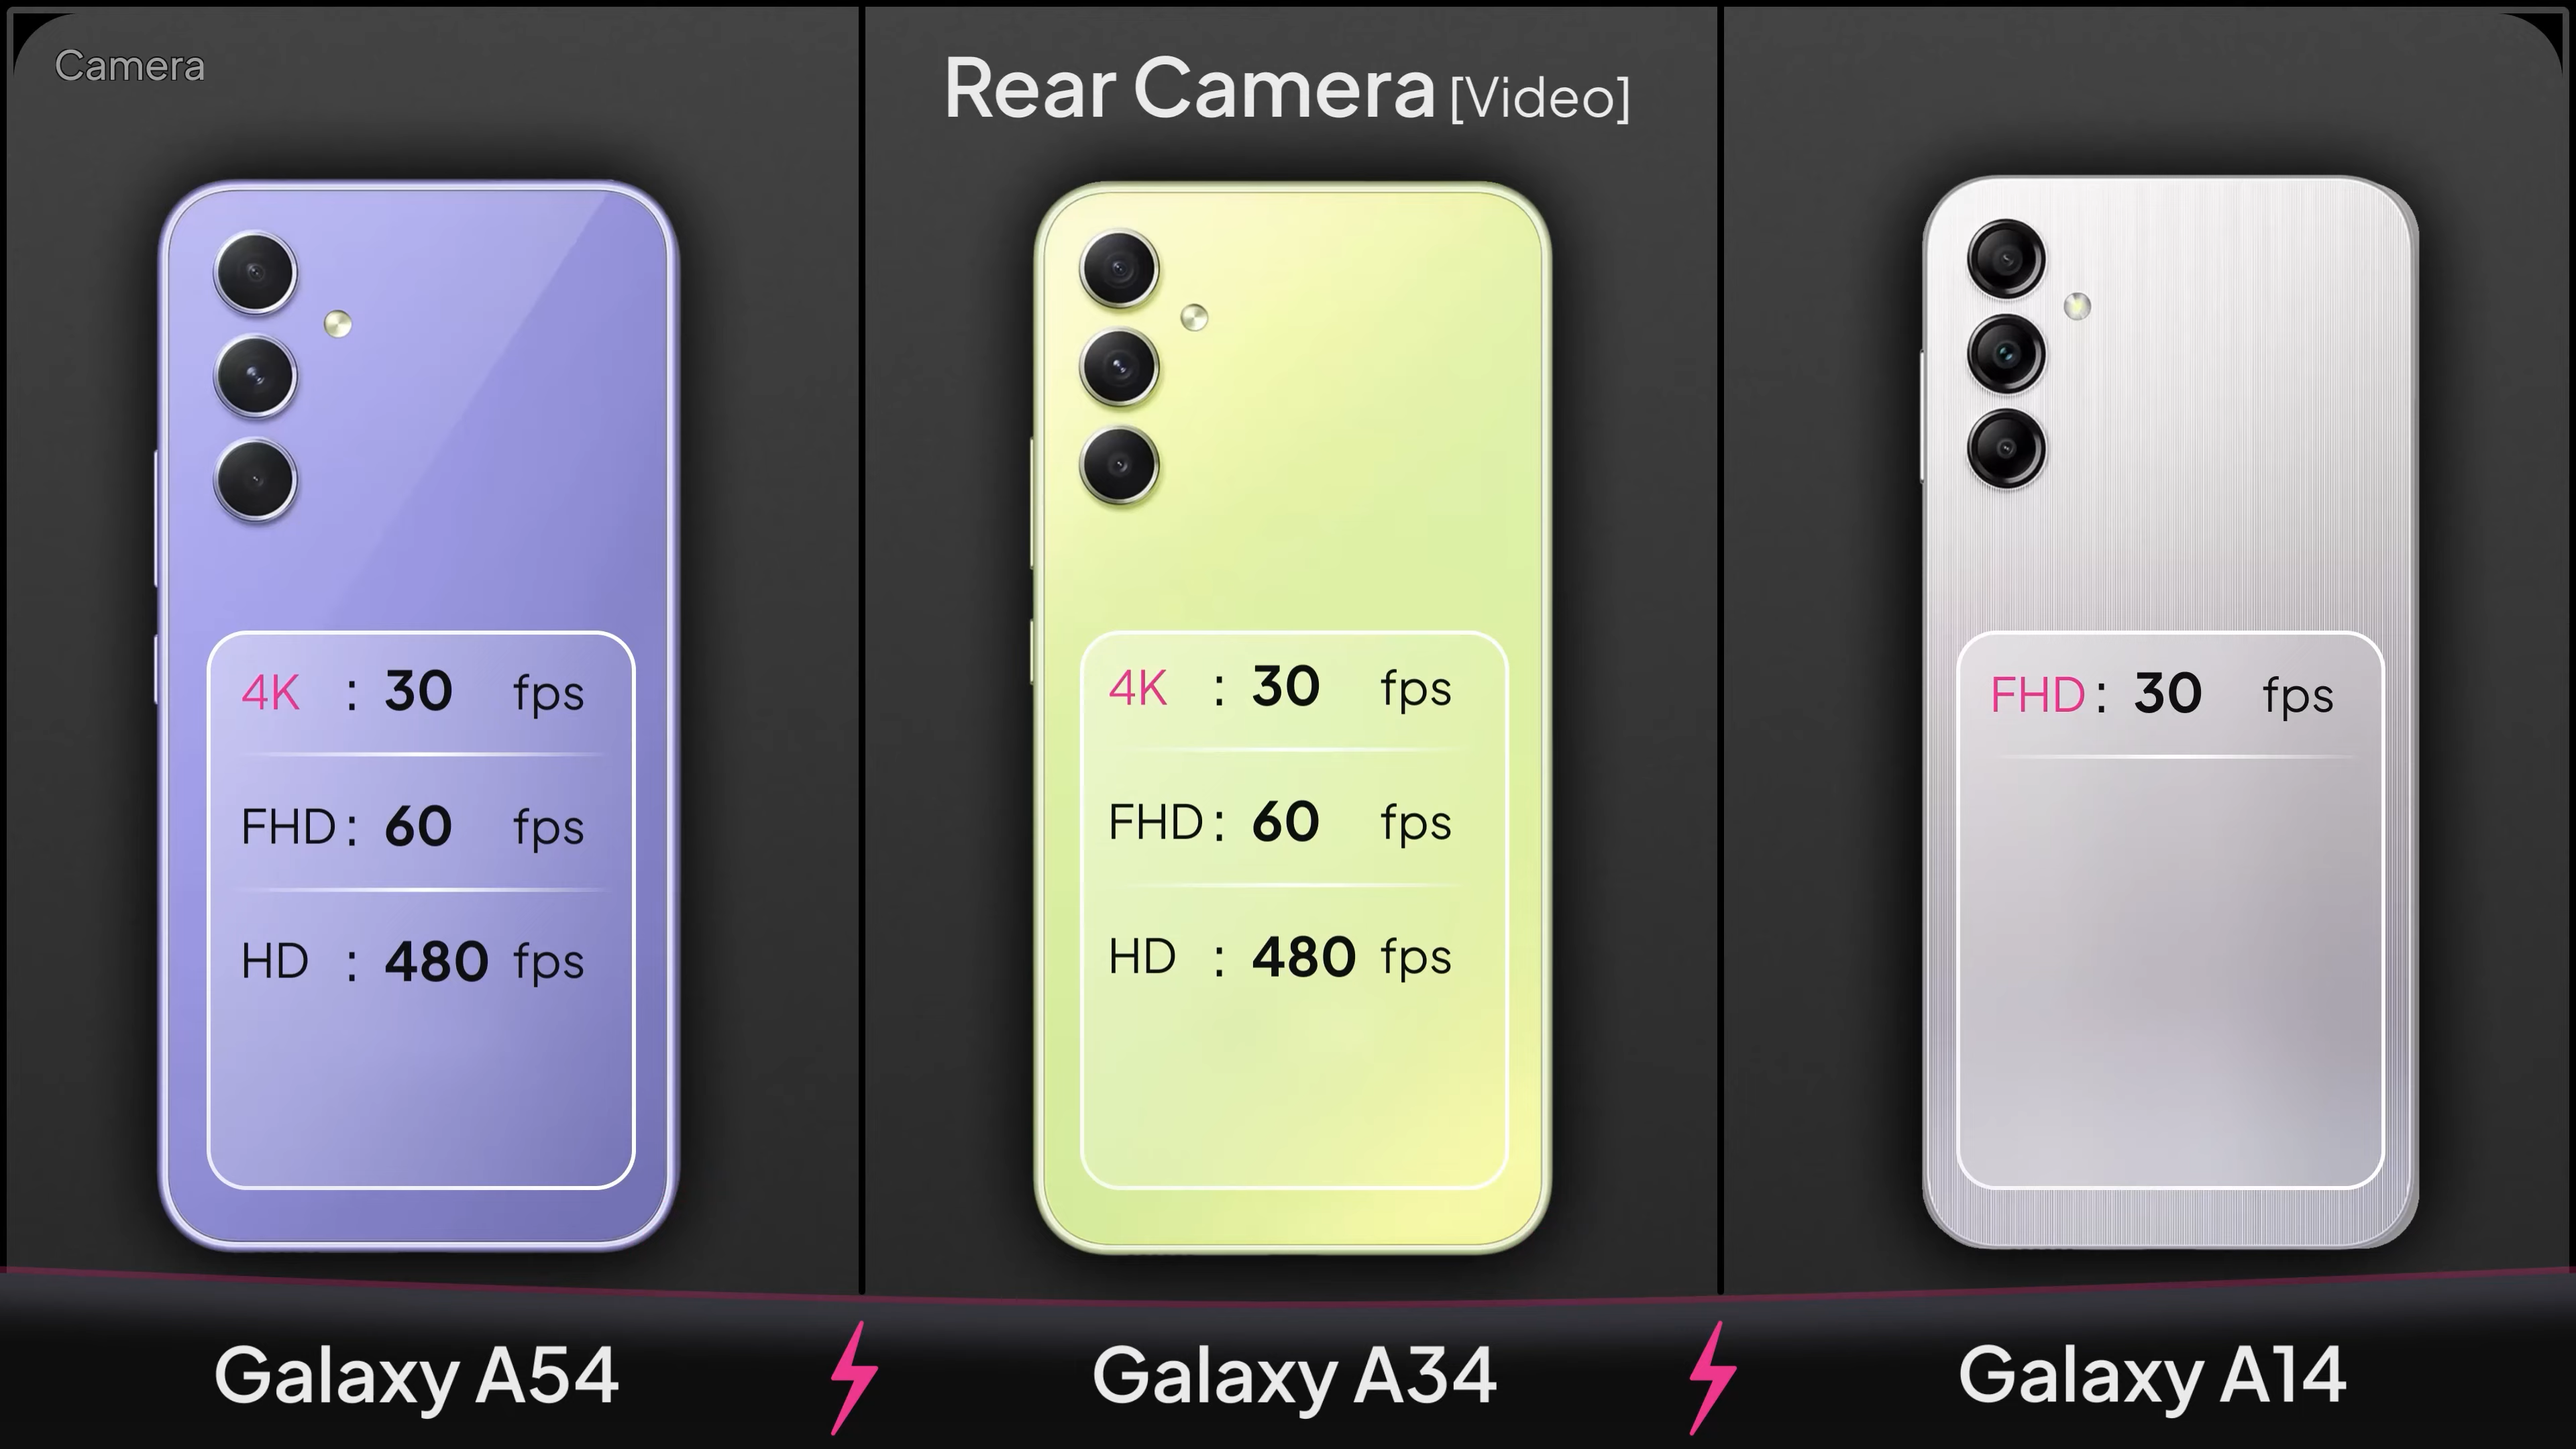 Camera
Rear Camera [Video]
4K : 30 fps
FHD : 60 fps
HD : 480 fps
4K : 30 fps
FHD : 60 fps
HD : 480 fps
FHD : 30 fps
Galaxy A54
Galaxy A34
Galaxy A14